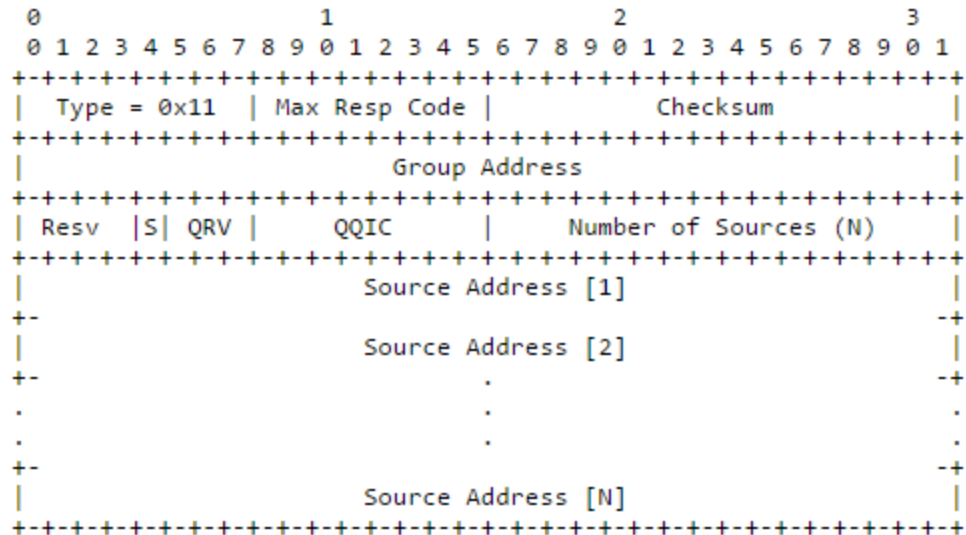 0                   1                   2                   3
 0 1 2 3 4 5 6 7 8 9 0 1 2 3 4 5 6 7 8 9 0 1 2 3 4 5 6 7 8 9 0 1
+-+-+-+-+-+-+-+-+-+-+-+-+-+-+-+-+-+-+-+-+-+-+-+-+-+-+-+-+-+-+-+-+
|  Type = 0x11  | Max Resp Code |           Checksum            |
+-+-+-+-+-+-+-+-+-+-+-+-+-+-+-+-+-+-+-+-+-+-+-+-+-+-+-+-+-+-+-+-+
|                         Group Address                         |
+-+-+-+-+-+-+-+-+-+-+-+-+-+-+-+-+-+-+-+-+-+-+-+-+-+-+-+-+-+-+-+-+
| Resv  |S| QRV |     QQIC      |     Number of Sources (N)     |
+-+-+-+-+-+-+-+-+-+-+-+-+-+-+-+-+-+-+-+-+-+-+-+-+-+-+-+-+-+-+-+-+
|                       Source Address [1]                      |
+-                                                             -+
|                       Source Address [2]                      |
+-                              .                              -+
.                               .                               .
.                               .                               .
+-                                                             -+
|                       Source Address [N]                      |
+-+-+-+-+-+-+-+-+-+-+-+-+-+-+-+-+-+-+-+-+-+-+-+-+-+-+-+-+-+-+-+-+